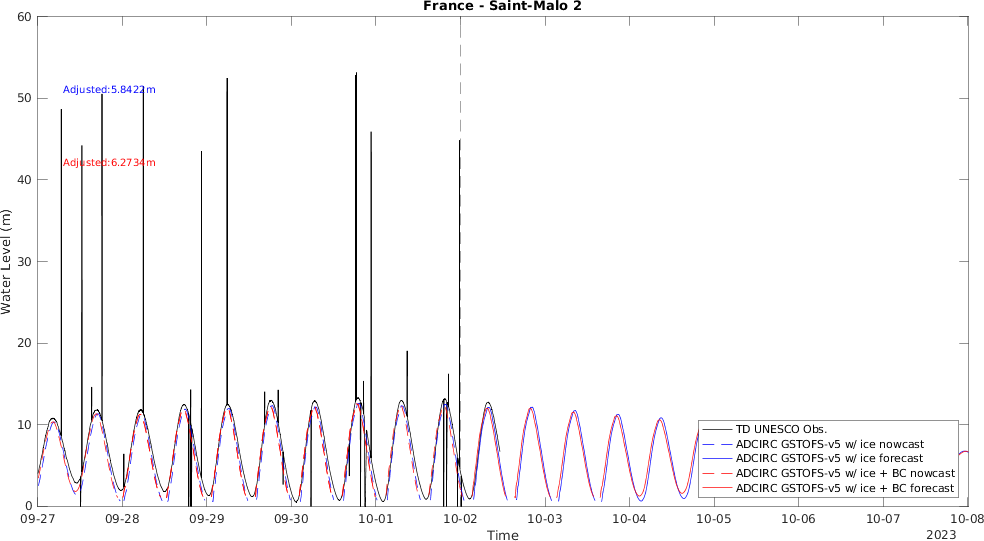 France - Saint-Malo 2
60
50
40
30
20
10
0
Water Level (m)
Adjusted:5.8422m
Adjusted:6.2734m
TD UNESCO Obs.
ADCIRC GSTOFS-v5 w/ ice nowcast
ADCIRC GSTOFS-v5 w/ ice forecast
ADCIRC GSTOFS-v5 w/ ice + BC nowcast
ADCIRC GSTOFS-v5 w/ ice + BC forecast
09-27 09-28 09-29 09-30 10-01 10-02 10-03 10-04 10-05 10-06 10-07 10-08
Time
2023